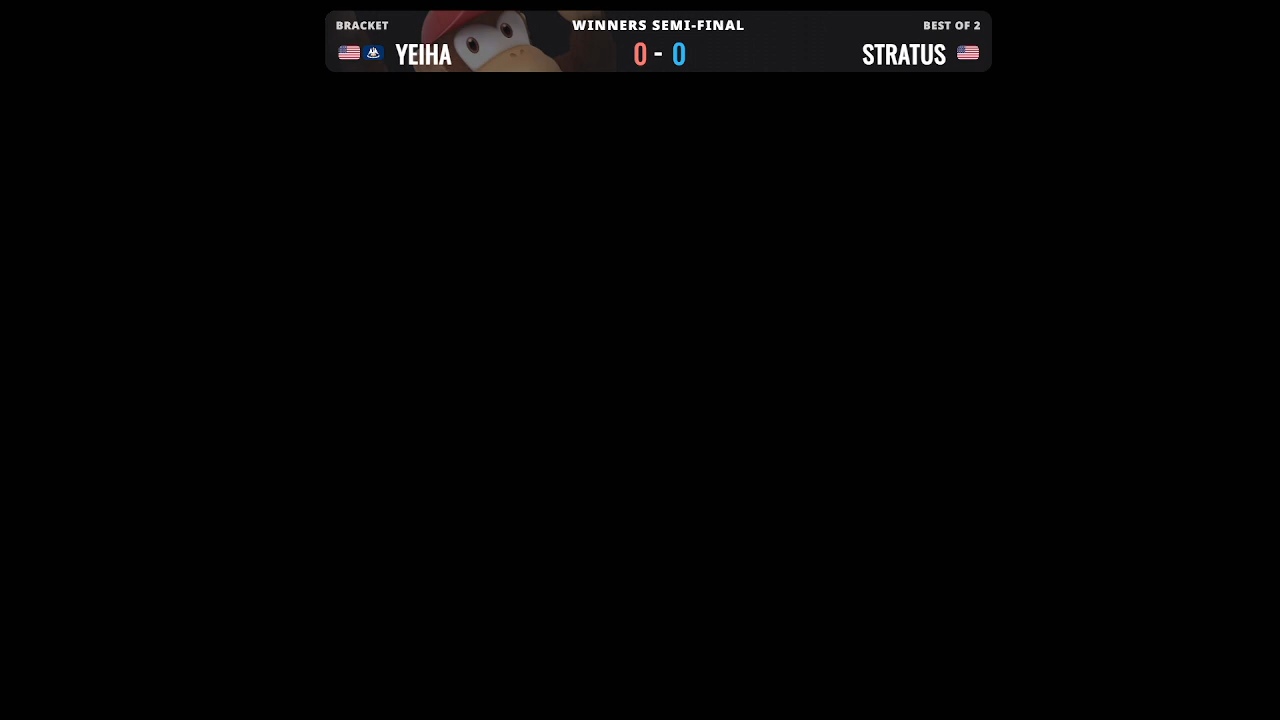 BRACKET WINNERS SEMI-FINAL BEST OF 2
YEIHA 0 - 0 STRATUS